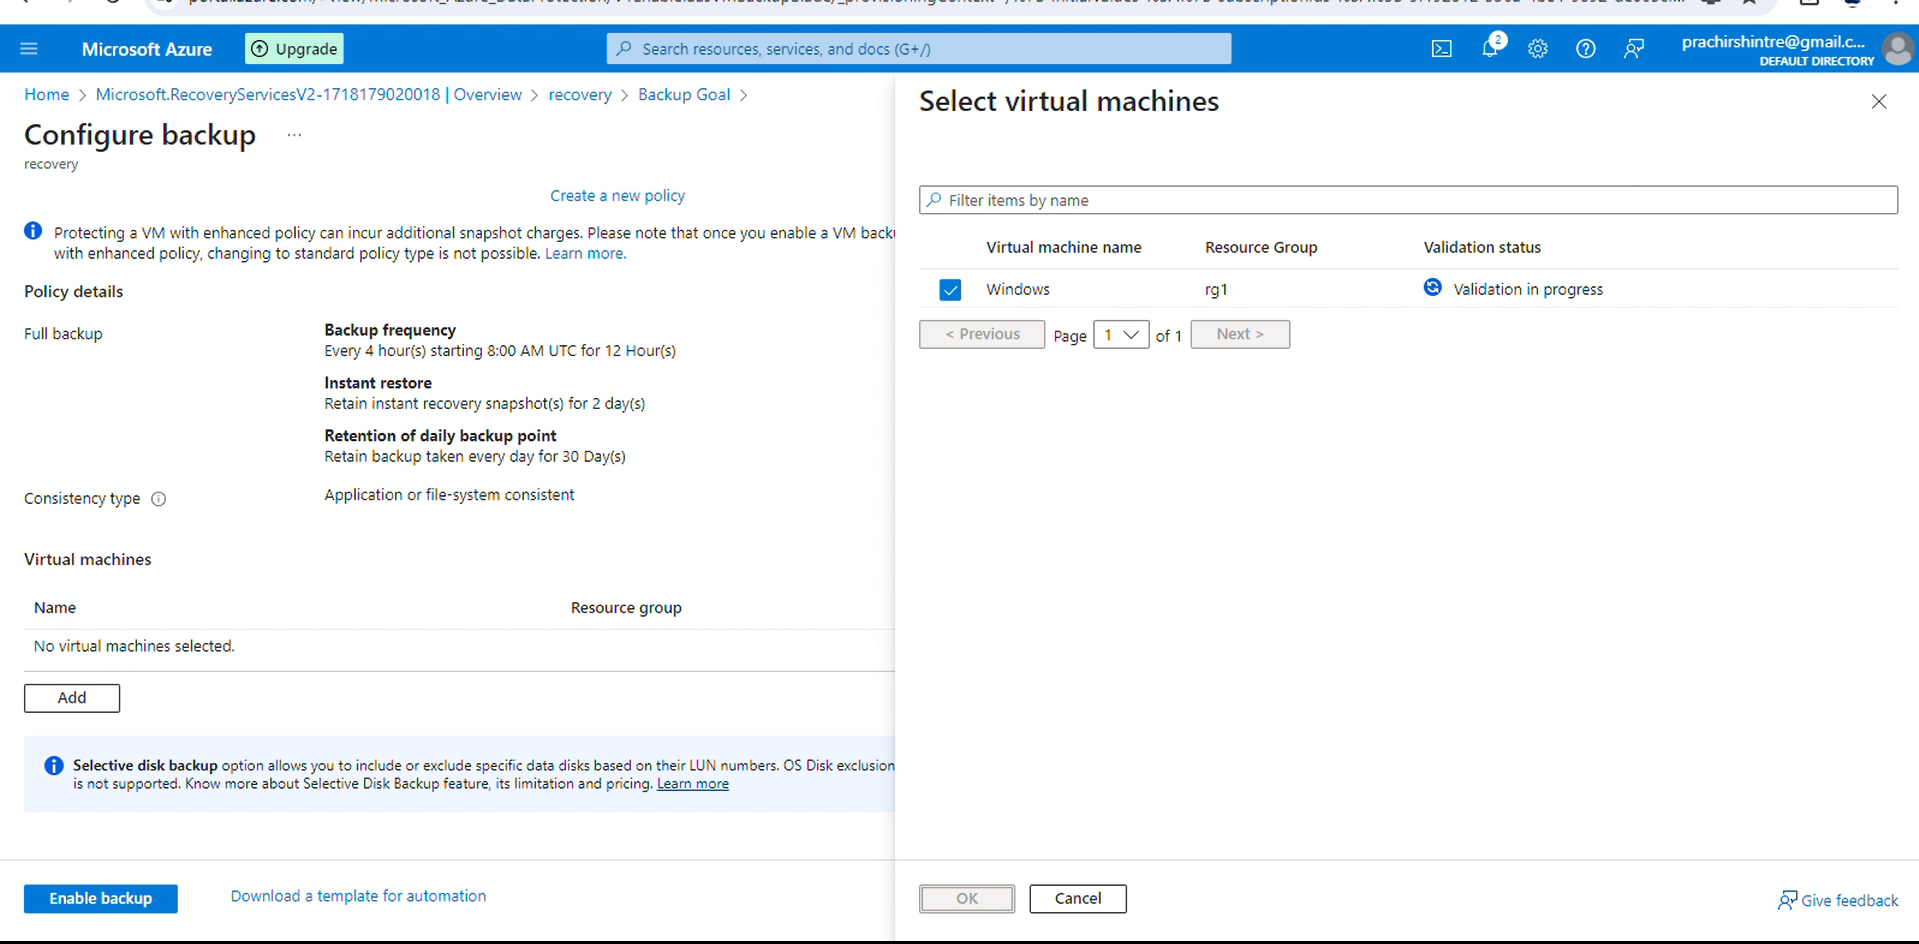 Microsoft Azure
Upgrade
Search resources, services, and docs (G+/)
2
prachirshintre@gmail.c...
DEFAULT DIRECTORY
Home > Microsoft.RecoveryServicesV2-1718179020018 | Overview > recovery > Backup Goal >
Configure backup ...
recovery
Create a new policy
Protecting a VM with enhanced policy can incur additional snapshot charges. Please note that once you enable a VM backu
with enhanced policy, changing to standard policy type is not possible. Learn more.
Policy details
Full backup
Backup frequency
Every 4 hour(s) starting 8:00 AM UTC for 12 Hour(s)
Instant restore
Retain instant recovery snapshot(s) for 2 day(s)
Retention of daily backup point
Retain backup taken every day for 30 Day(s)
Consistency type
Application or file-system consistent
Virtual machines
Name Resource group
No virtual machines selected.
Add
Selective disk backup option allows you to include or exclude specific data disks based on their LUN numbers. OS Disk exclusion
is not supported. Know more about Selective Disk Backup feature, its limitation and pricing. Learn more
Enable backup
Download a template for automation
Select virtual machines
Filter items by name
Virtual machine name Resource Group Validation status
Windows rg1 Validation in progress
< Previous Page 1 of 1 Next >
OK Cancel
Give feedback